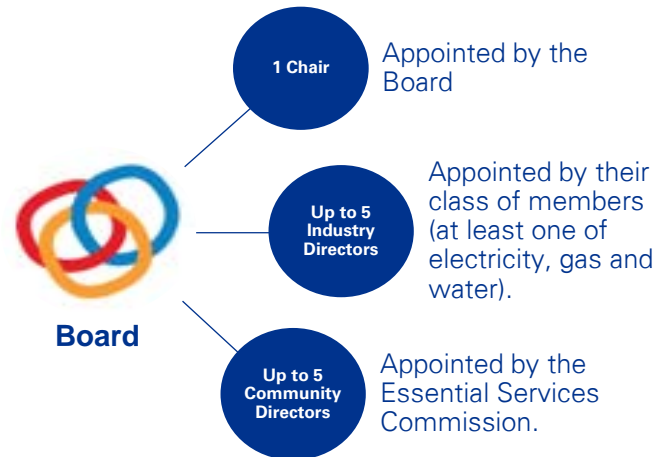 1 Chair
Appointed by the
Board
Up to 5
Industry
Directors
Appointed by their
class of members
(at least one of
electricity, gas and
water).
Board
Up to 5
Community
Directors
Appointed by the
Essential Services
Commission.